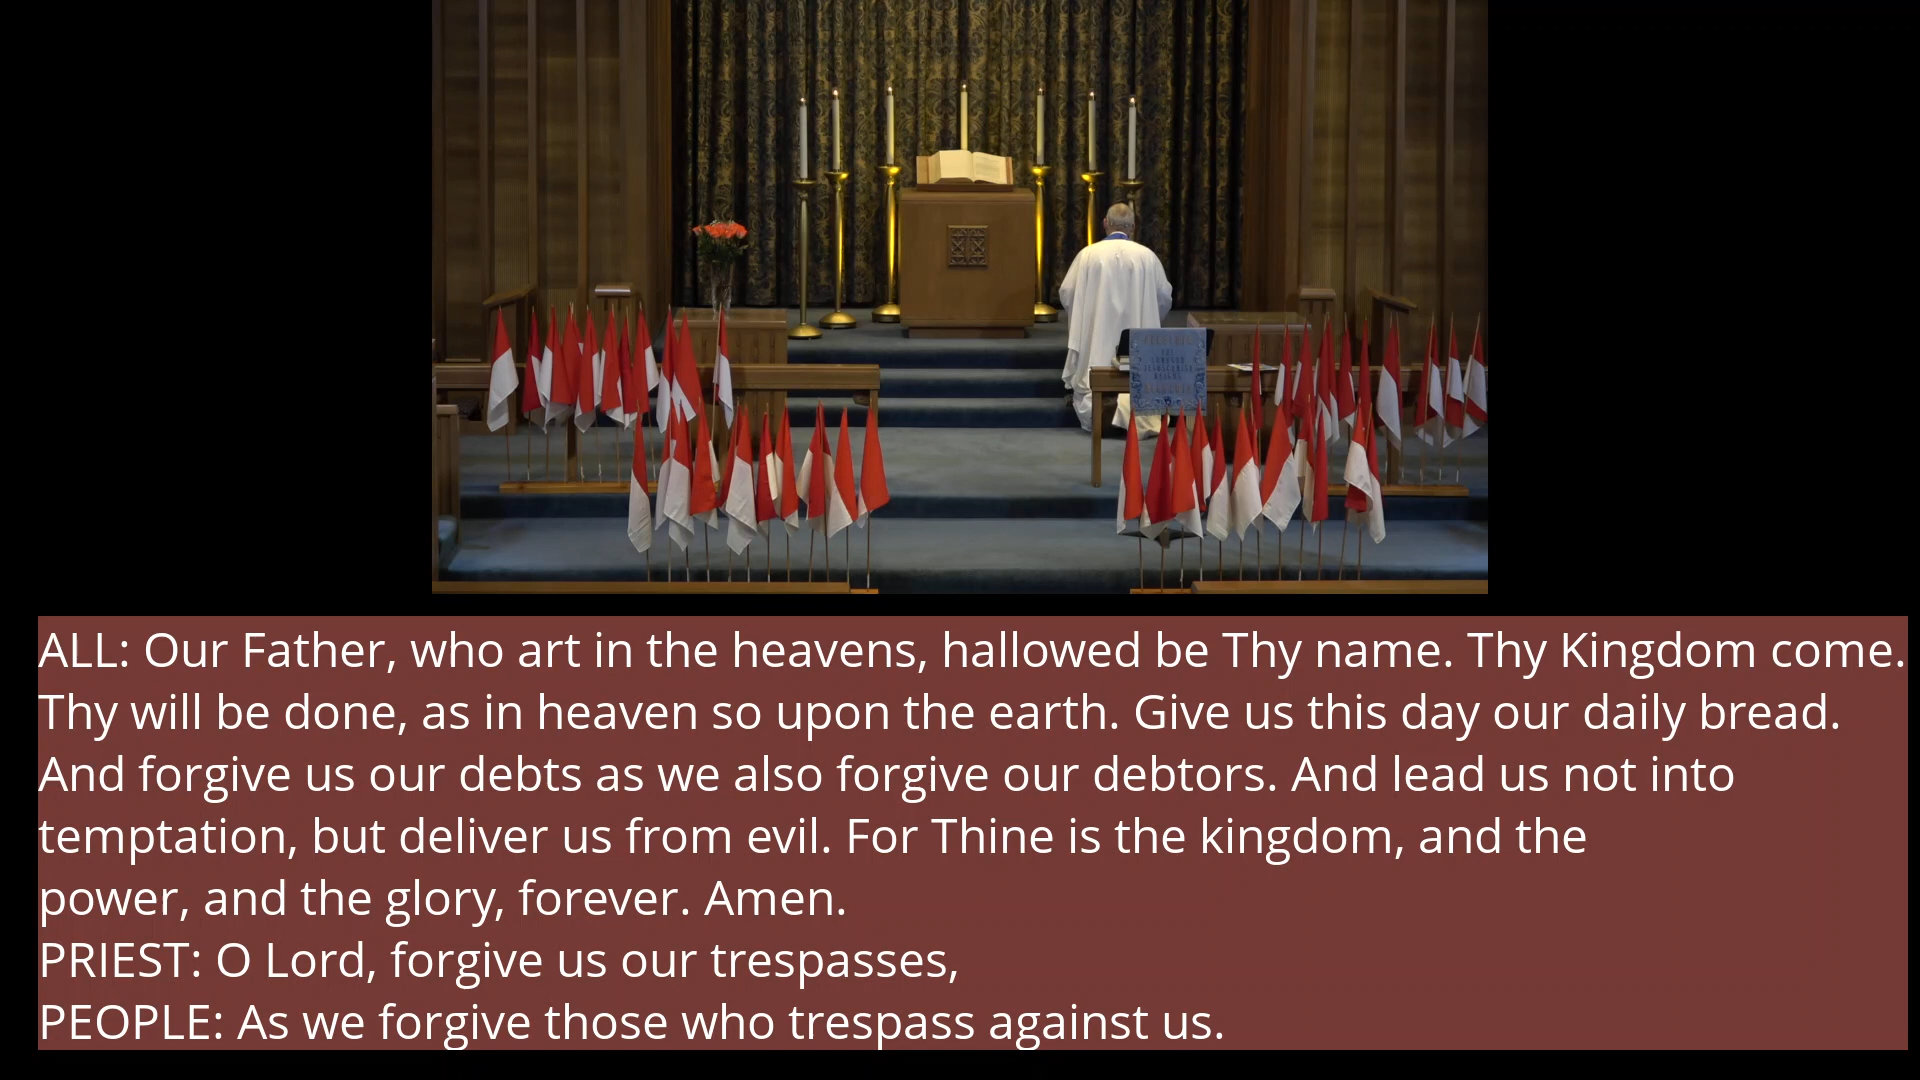 ALL: Our Father, who art in the heavens, hallowed be Thy name. Thy Kingdom come.
Thy will be done, as in heaven so upon the earth. Give us this day our daily bread.
And forgive us our debts as we also forgive our debtors. And lead us not into
temptation, but deliver us from evil. For Thine is the kingdom, and the
power, and the glory, forever. Amen.
PRIEST: O Lord, forgive us our trespasses,
PEOPLE: As we forgive those who trespass against us.